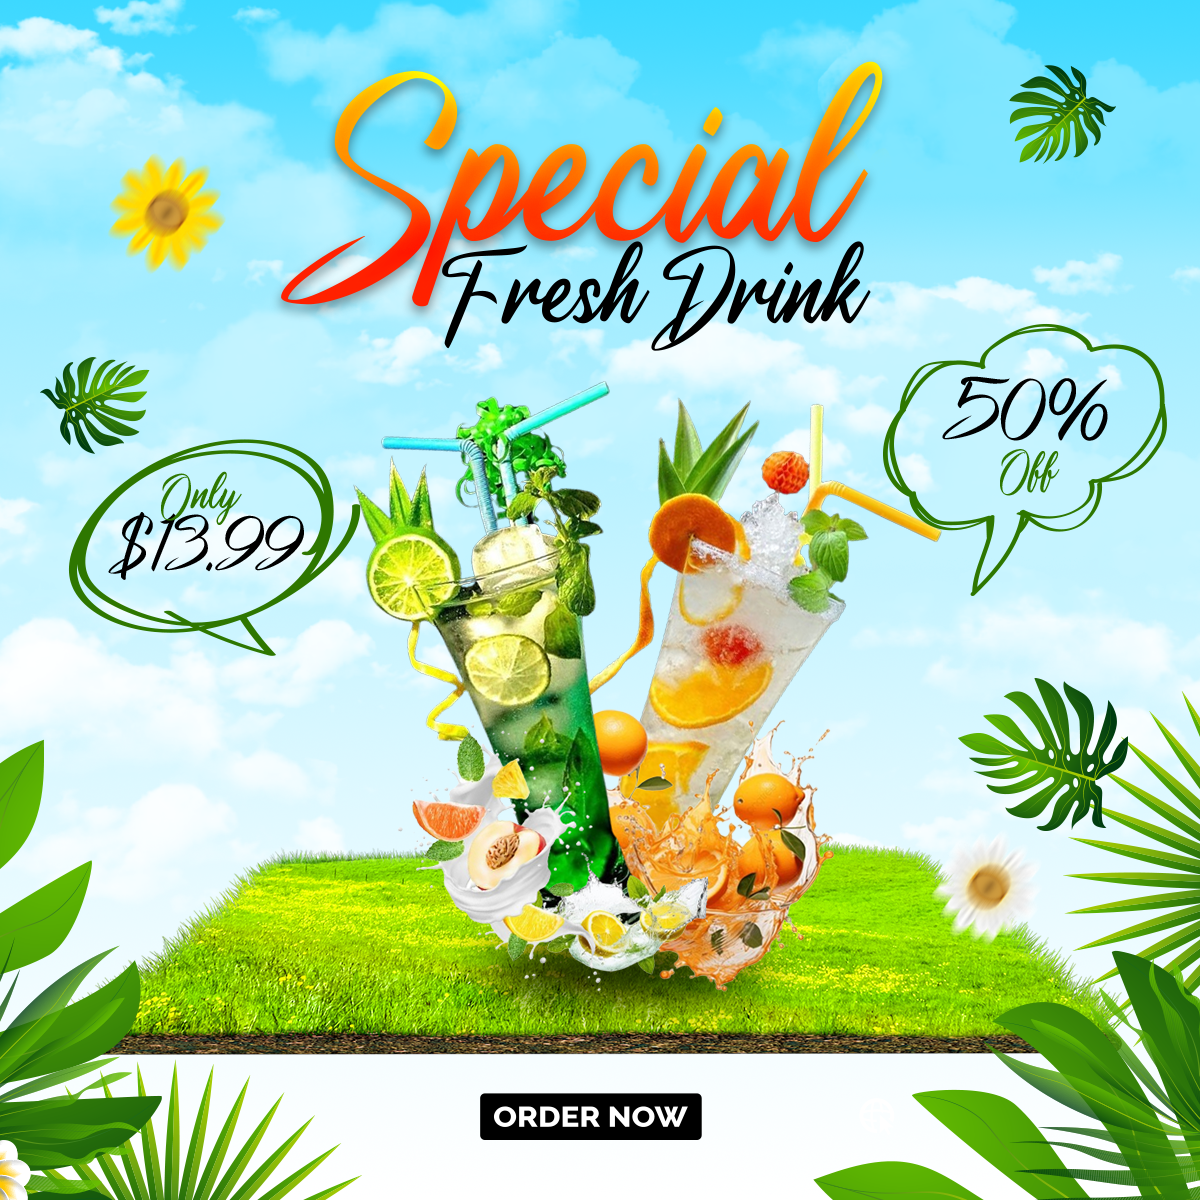 Special
Fresh Drink
50%
Off
Only
$13.99
ORDER NOW